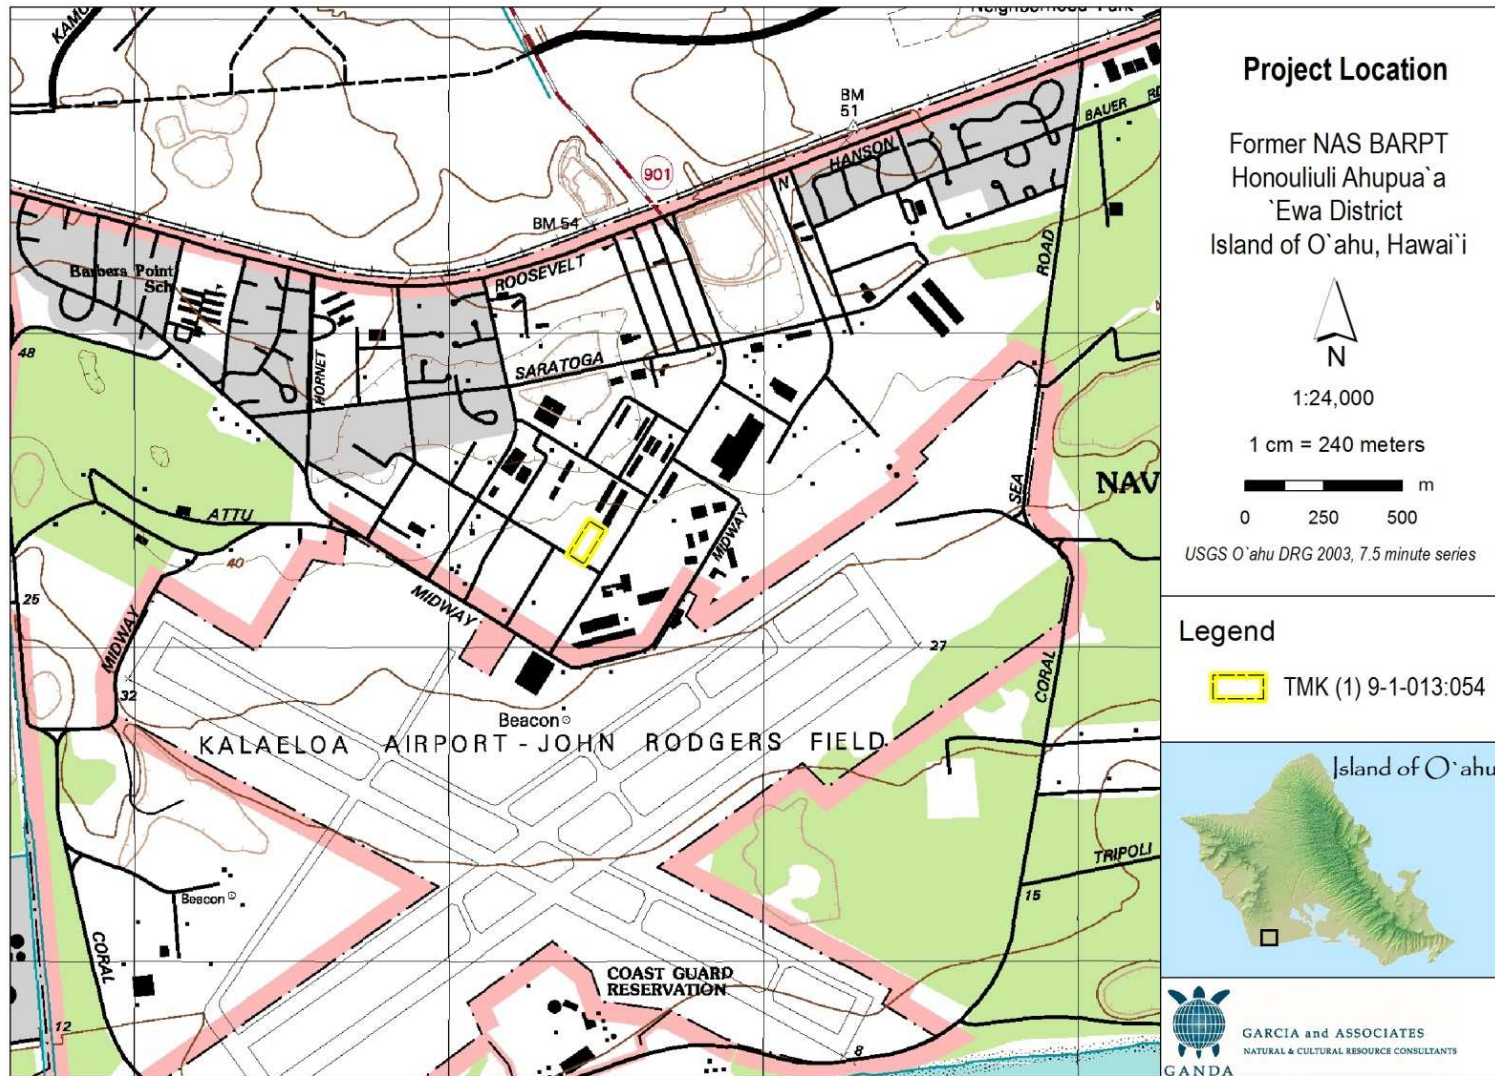 KAMO
Neighborhood Park
BM
51
HANSON
BAUER RD
N
901
BM 54
ROOSEVELT
ROAD
Barbers Point
Sch
48
HORNET
SARATOGA
NAV
SEA
ATTU
40
MIDWAY
MIDWAY
25
MIDWAY
27
32
CORAL
Beacon
KALAELOA AIRPORT - JOHN RODGERS FIELD
TRIPOLI
15
Beacon
CORAL
COAST GUARD
RESERVATION
12
8
Project Location
Former NAS BARPT
Honouliuli Ahupua`a
`Ewa District
Island of O`ahu, Hawai`i
N
1:24,000
1 cm = 240 meters
m
0 250 500
USGS O`ahu DRG 2003, 7.5 minute series
Legend
TMK (1) 9-1-013:054
Island of O`ahu
GARCIA and ASSOCIATES
NATURAL & CULTURAL RESOURCE CONSULTANTS
GANDA